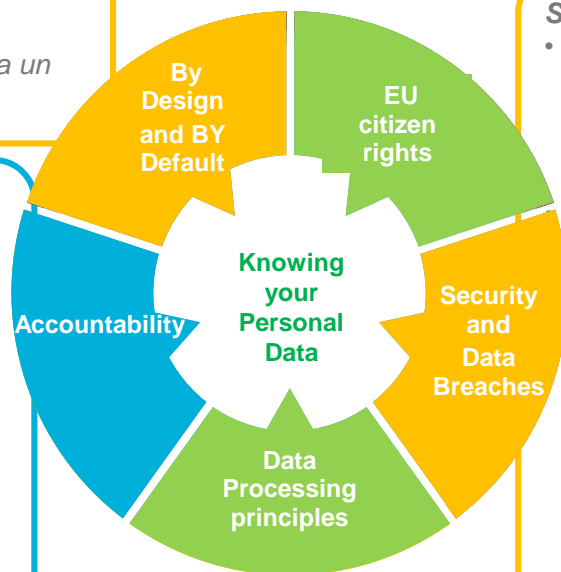 a un
S
•
By
Design
and BY
Default
EU
citizen
rights
Knowing
your
Personal
Data
Accountability
Security
and
Data
Breaches
Data
Processing
principles